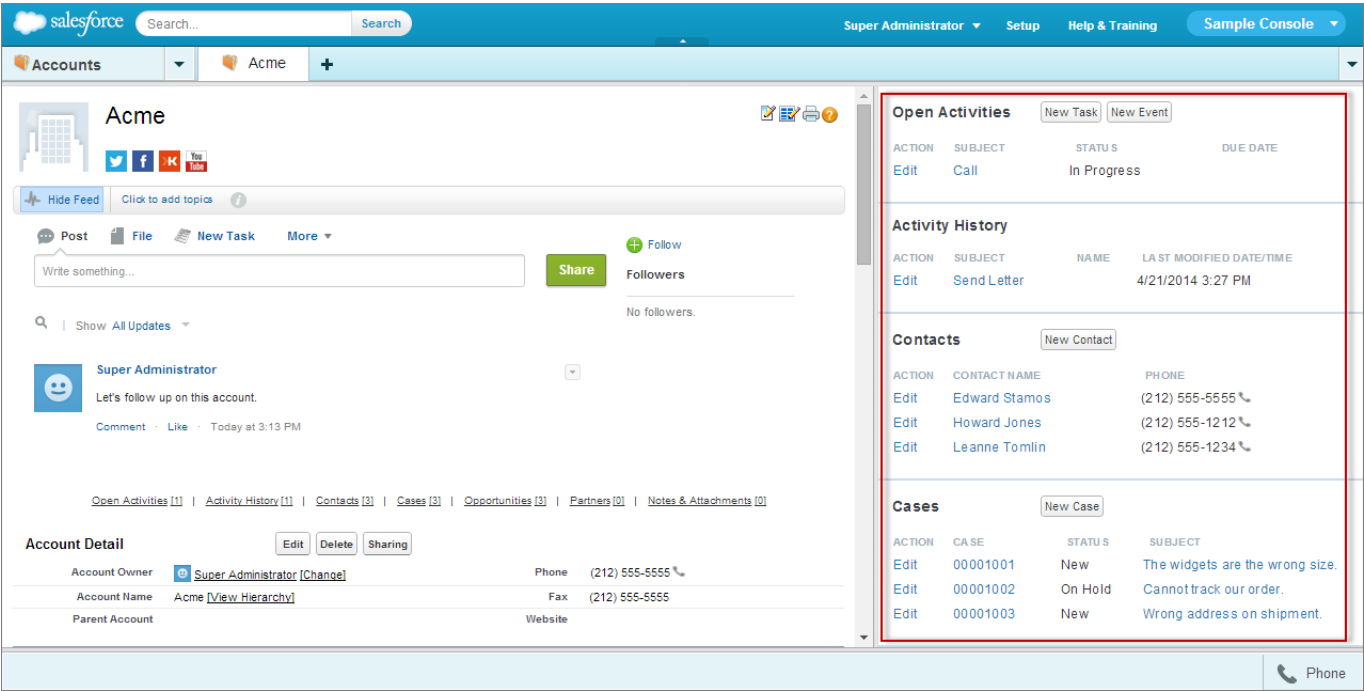 salesforce Search... Search Super Administrator Setup Help & Training Sample Console
Accounts Acme +
Acme
You Tube
Hide Feed Click to add topics i
Post File New Task More
Write something... Share
Follow
Followers
No followers.
Show All Updates
Super Administrator
Let's follow up on this account.
Comment · Like · Today at 3:13 PM
Open Activities [1] | Activity History [1] | Contacts [3] | Cases [3] | Opportunities [3] | Partners [0] | Notes & Attachments [0]
Account Detail Edit Delete Sharing
Account Owner Super Administrator [Change] Phone (212) 555-5555
Account Name Acme [View Hierarchy] Fax (212) 555-5555
Parent Account Website
Open Activities New Task New Event
ACTION SUBJECT STATUS DUE DATE
Edit Call In Progress
Activity History
ACTION SUBJECT NAME LAST MODIFIED DATE/TIME
Edit Send Letter 4/21/2014 3:27 PM
Contacts New Contact
ACTION CONTACT NAME PHONE
Edit Edward Stamos (212) 555-5555
Edit Howard Jones (212) 555-1212
Edit Leanne Tomlin (212) 555-1234
Cases New Case
ACTION CASE STATUS SUBJECT
Edit 00001001 New The widgets are the wrong size.
Edit 00001002 On Hold Cannot track our order.
Edit 00001003 New Wrong address on shipment.
Phone